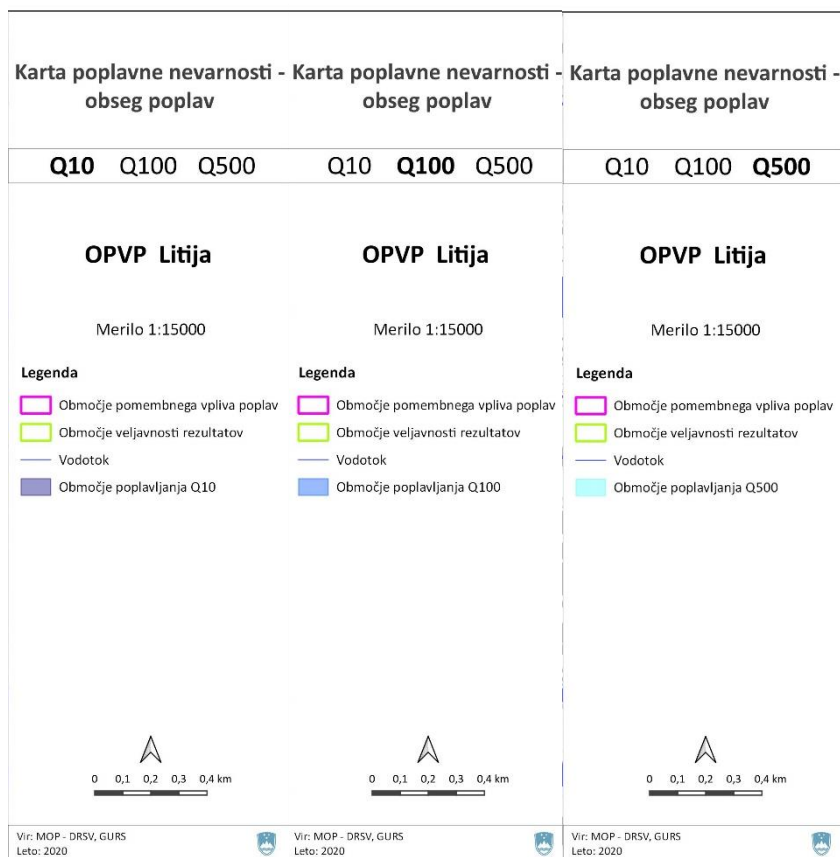 Karta poplavne nevarnosti -
obseg poplav
Q10 Q100 Q500
OPVP Litija
Merilo 1:15000
Legenda
Območje pomembnega vpliva poplav
Območje veljavnosti rezultatov
Vodotok
Območje poplavljanja Q10
0 0,1 0,2 0,3 0,4 km
Vir: MOP - DRSV, GURS
Leto: 2020
Karta poplavne nevarnosti -
obseg poplav
Q10 Q100 Q500
OPVP Litija
Merilo 1:15000
Legenda
Območje pomembnega vpliva poplav
Območje veljavnosti rezultatov
Vodotok
Območje poplavljanja Q100
0 0,1 0,2 0,3 0,4 km
Vir: MOP - DRSV, GURS
Leto: 2020
Karta poplavne nevarnosti -
obseg poplav
Q10 Q100 Q500
OPVP Litija
Merilo 1:15000
Legenda
Območje pomembnega vpliva poplav
Območje veljavnosti rezultatov
Vodotok
Območje poplavljanja Q500
0 0,1 0,2 0,3 0,4 km
Vir: MOP - DRSV, GURS
Leto: 2020